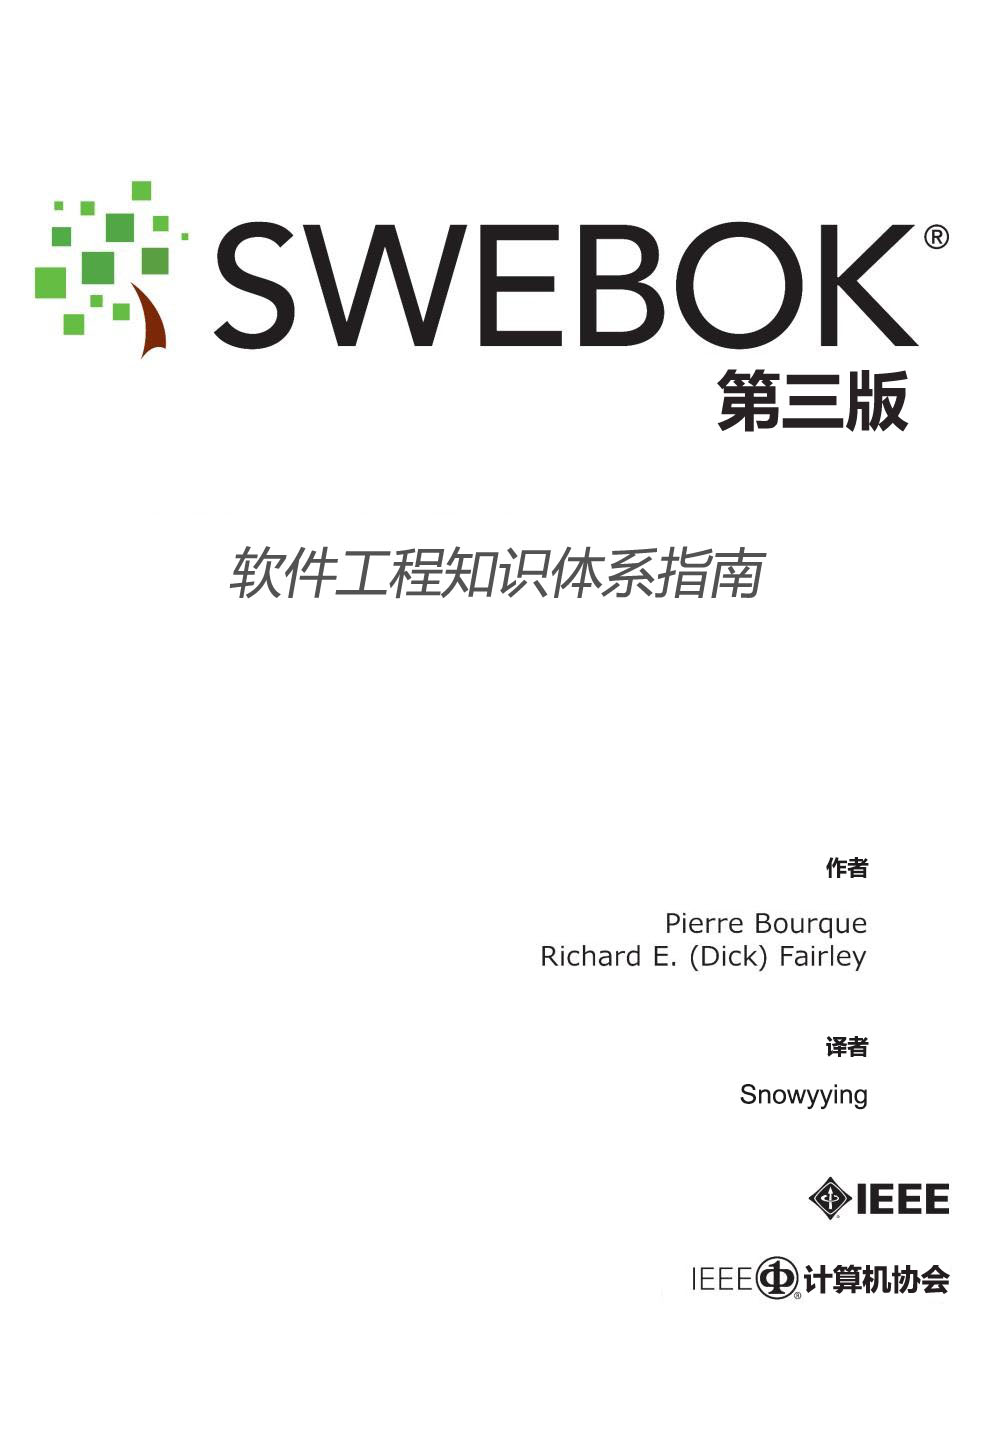 SWEBOK®
第三版
软件工程知识体系指南
作者
Pierre Bourque
Richard E. (Dick) Fairley
译者
Snowyying
IEEE
IEEE ® 计算机协会